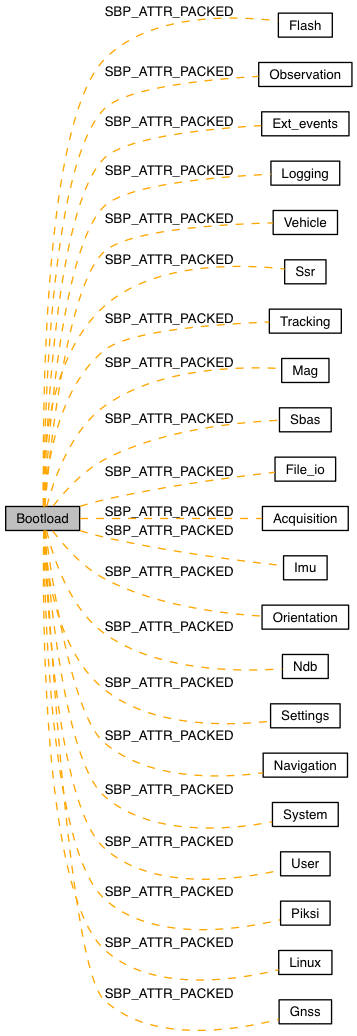 SBP_ATTR_PACKED
Flash
SBP_ATTR_PACKED
Observation
SBP_ATTR_PACKED
Ext_events
SBP_ATTR_PACKED
Logging
SBP_ATTR_PACKED
Vehicle
SBP_ATTR_PACKED
Ssr
SBP_ATTR_PACKED
Tracking
SBP_ATTR_PACKED
Mag
SBP_ATTR_PACKED
Sbas
SBP_ATTR_PACKED
File_io
Bootload
SBP_ATTR_PACKED
Acquisition
SBP_ATTR_PACKED
Imu
SBP_ATTR_PACKED
Orientation
SBP_ATTR_PACKED
Ndb
SBP_ATTR_PACKED
Settings
SBP_ATTR_PACKED
Navigation
SBP_ATTR_PACKED
System
SBP_ATTR_PACKED
User
SBP_ATTR_PACKED
Piksi
SBP_ATTR_PACKED
Linux
SBP_ATTR_PACKED
Gnss